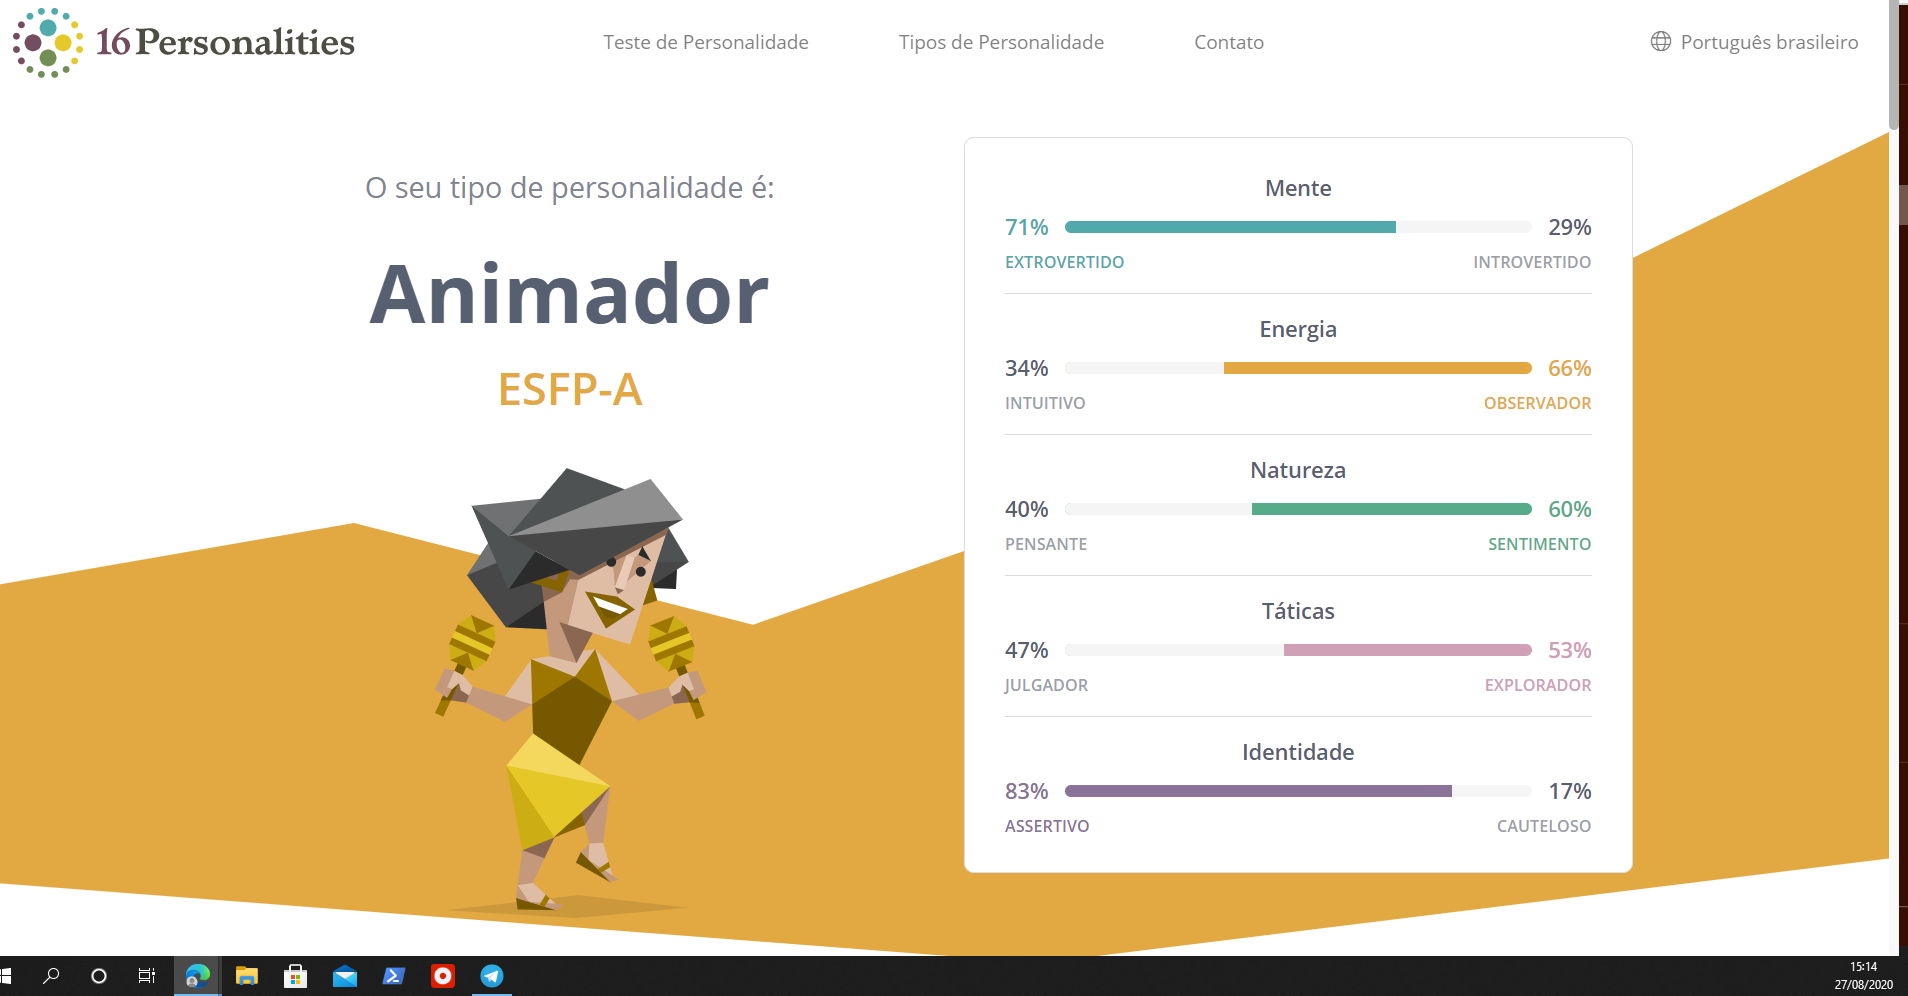 16Personalities
Teste de Personalidade
Tipos de Personalidade
Contato
Português brasileiro
O seu tipo de personalidade é:
Animador
ESFP-A
Mente
71% 29%
EXTROVERTIDO INTROVERTIDO
Energia
34% 66%
INTUITIVO OBSERVADOR
Natureza
40% 60%
PENSANTE SENTIMENTO
Táticas
47% 53%
JULGADOR EXPLORADOR
Identidade
83% 17%
ASSERTIVO CAUTELOSO
15:14
27/08/2020